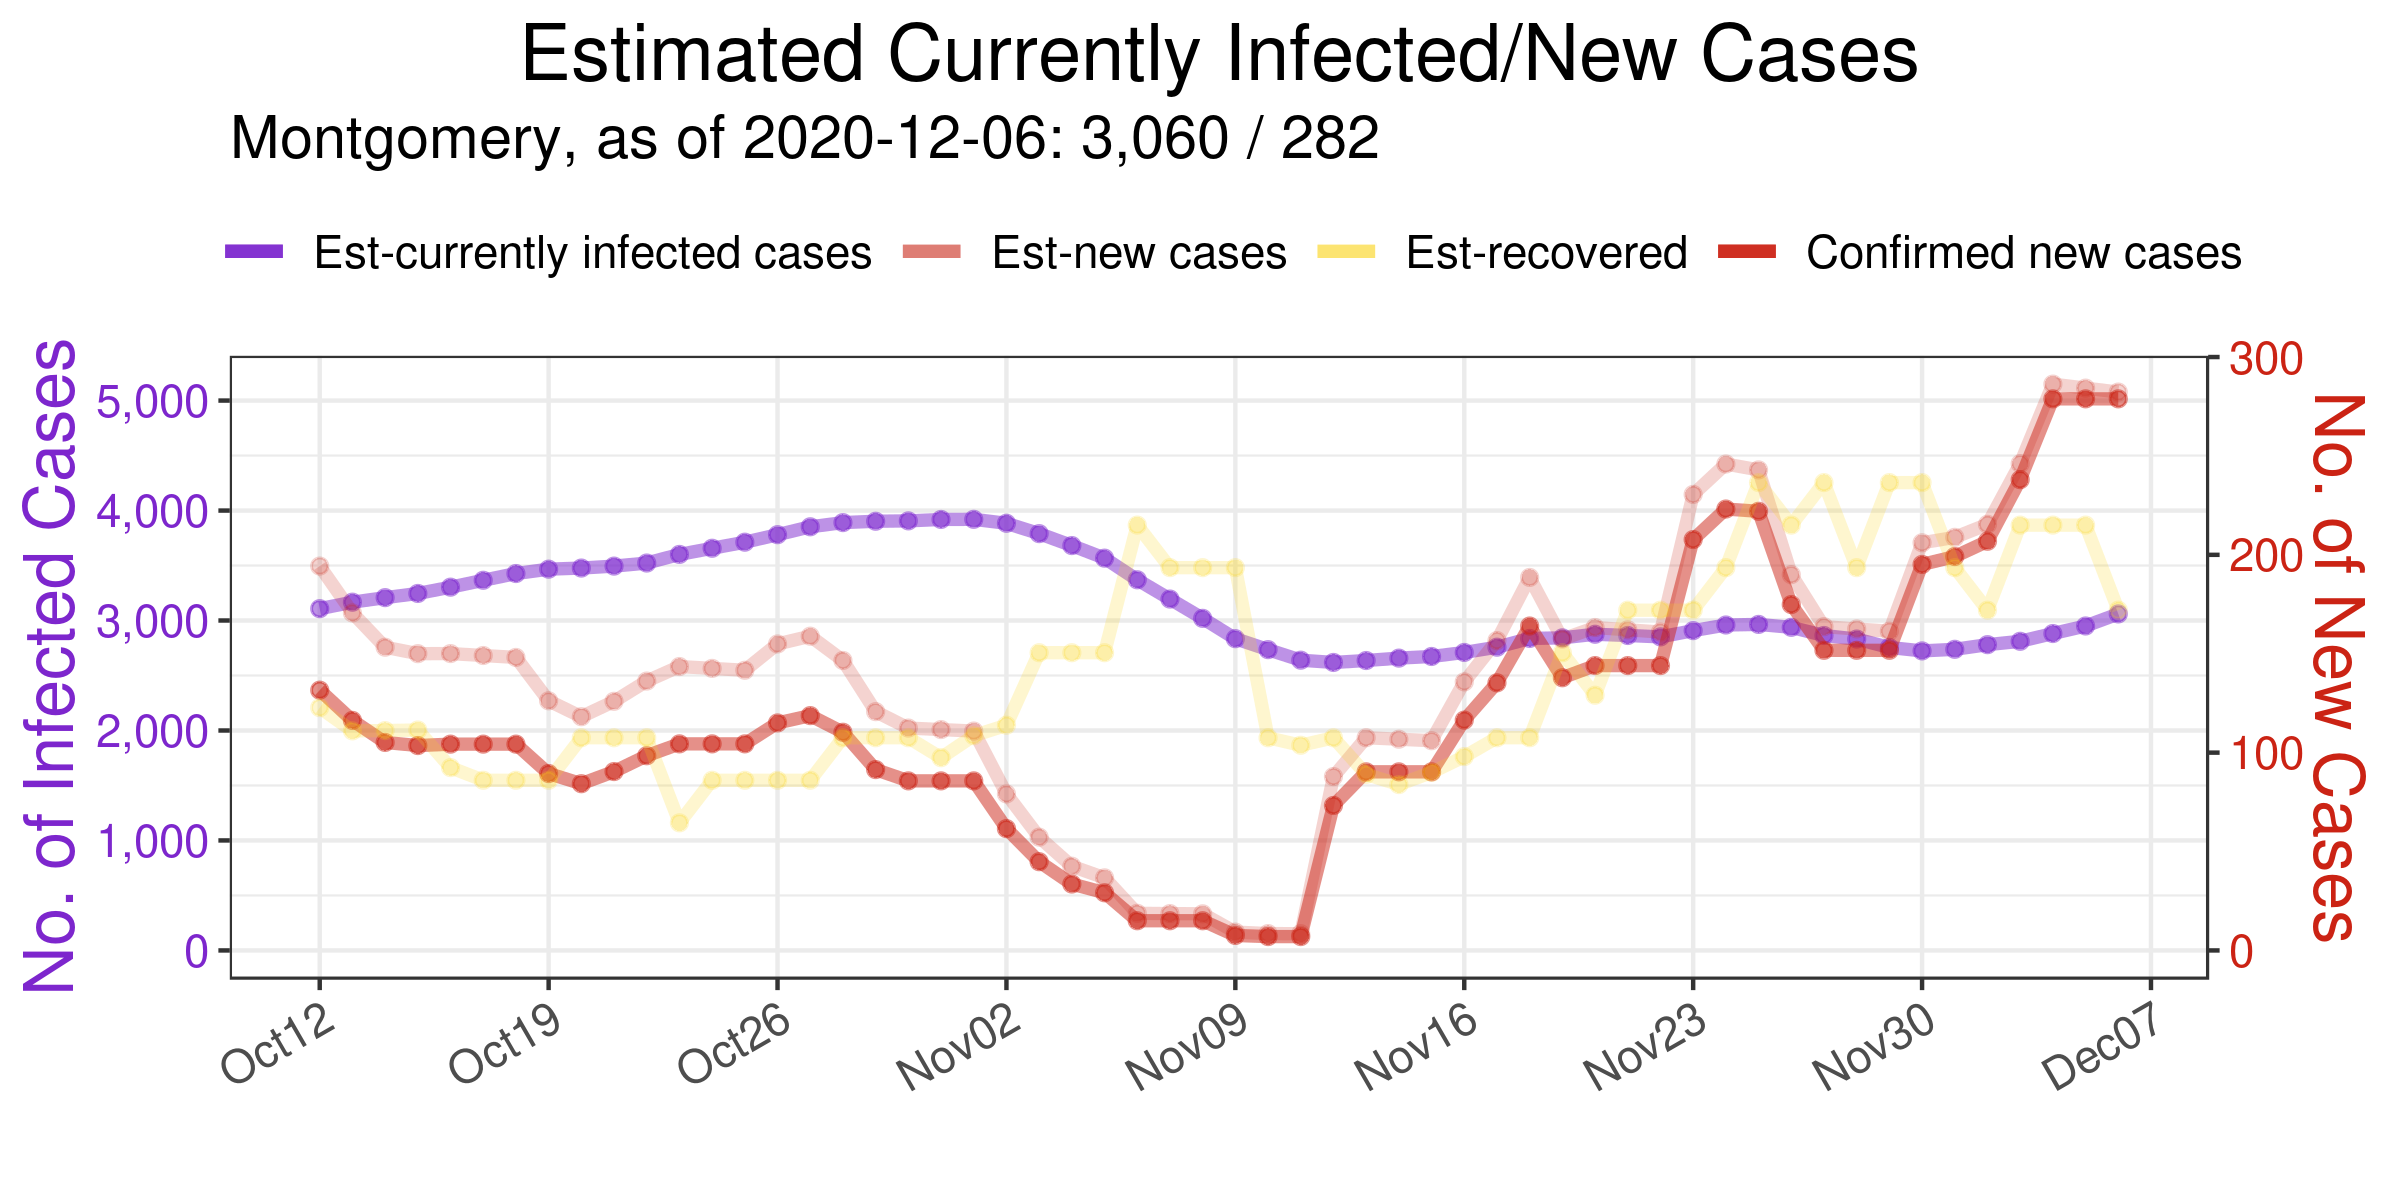 Estimated Currently Infected/New Cases
Montgomery, as of 2020-12-06: 3,060 / 282
Est-currently infected cases Est-new cases Est-recovered Confirmed new cases
No. of Infected Cases
5,000
4,000
3,000
2,000
1,000
0
300
200
100
0
No. of New Cases
Oct12 Oct19 Oct26 Nov02 Nov09 Nov16 Nov23 Nov30 Dec07